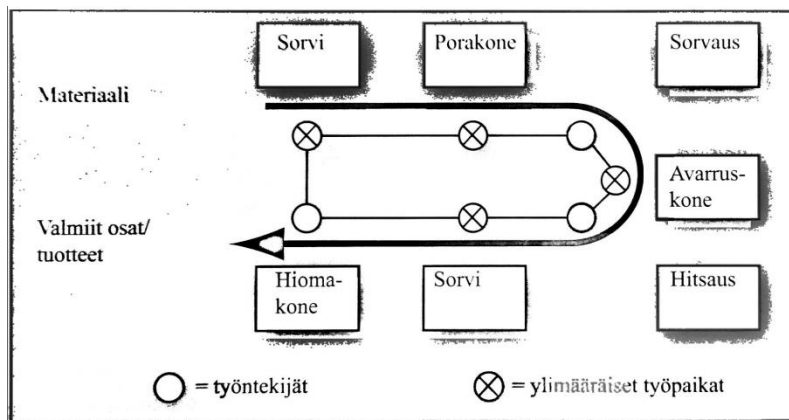 Sorvi
Porakone
Sorvaus
Materiaali
Avarrus-
kone
Valmiit osat/
tuotteet
Hioma-
kone
Sorvi
Hitsaus
= työntekijät
= ylimääräiset työpaikat